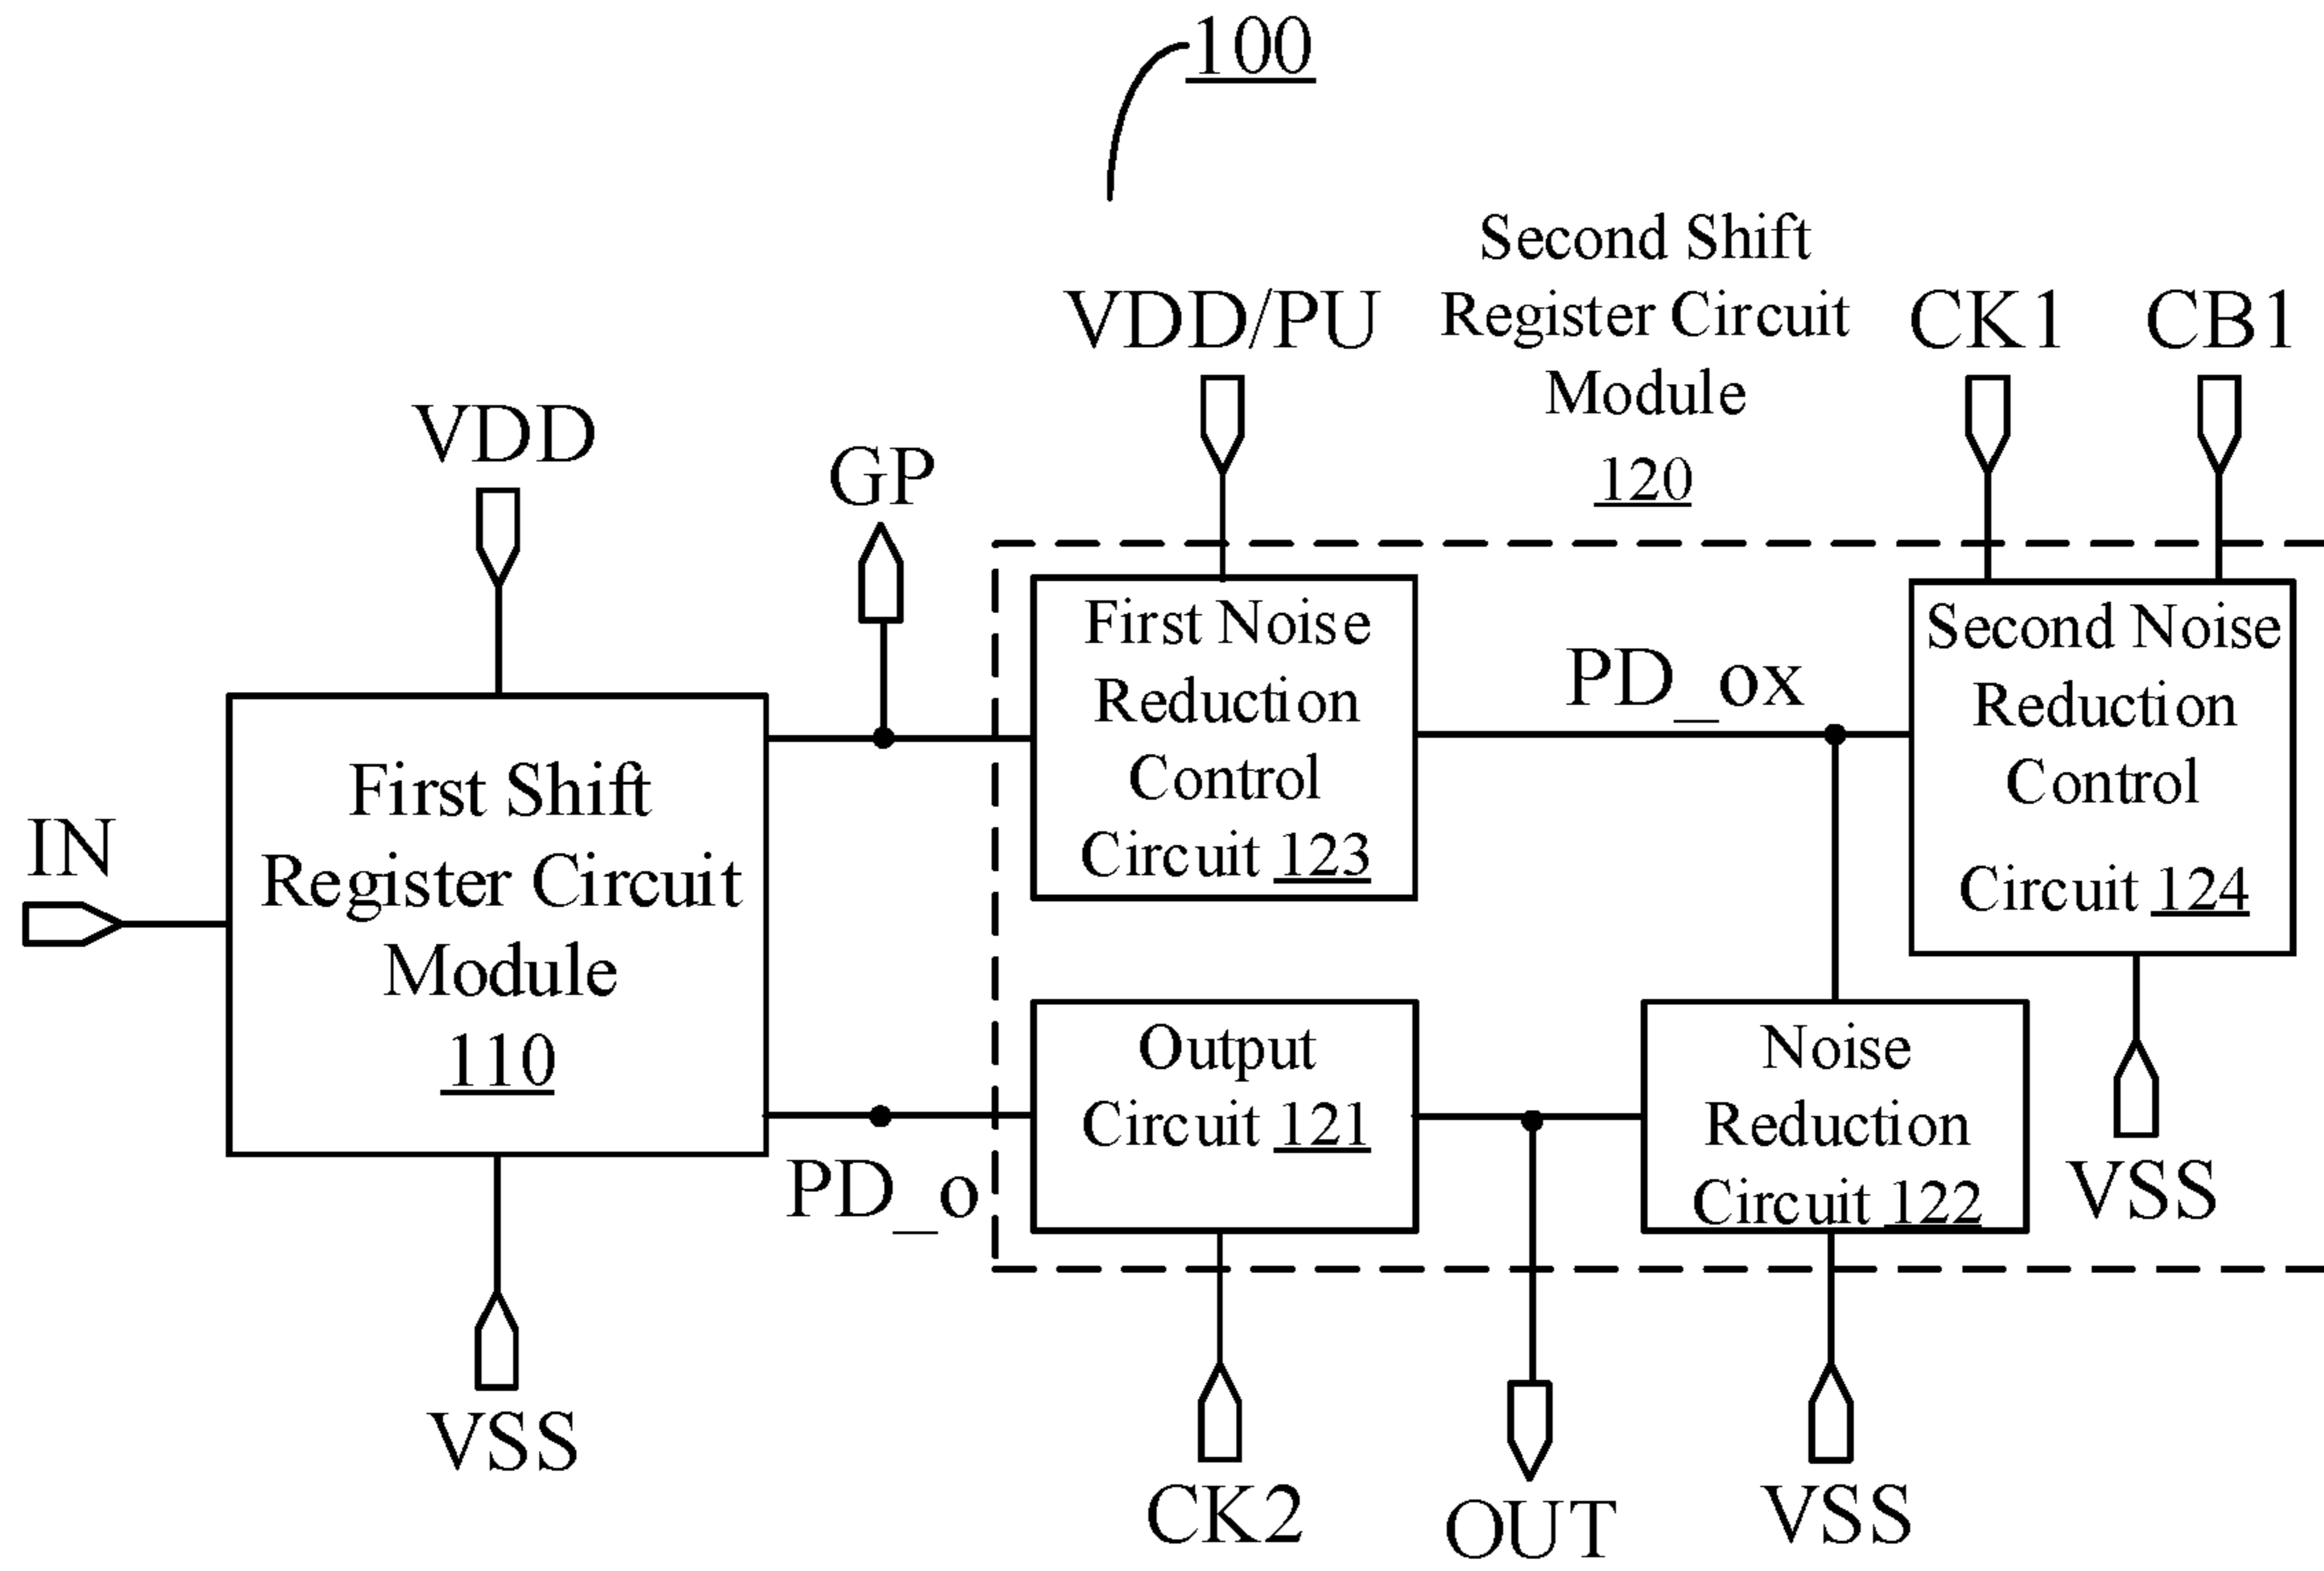 100
Second Shift
Register Circuit
Module
120
VDD/PU
CK1
CB1
VDD
GP
First Noise
Reduction
Control
Circuit 123
PD_ox
Second Noise
Reduction
Control
Circuit 124
IN
First Shift
Register Circuit
Module
110
Output
Circuit 121
Noise
Reduction
Circuit 122
PD_o
VSS
VSS
CK2
OUT
VSS